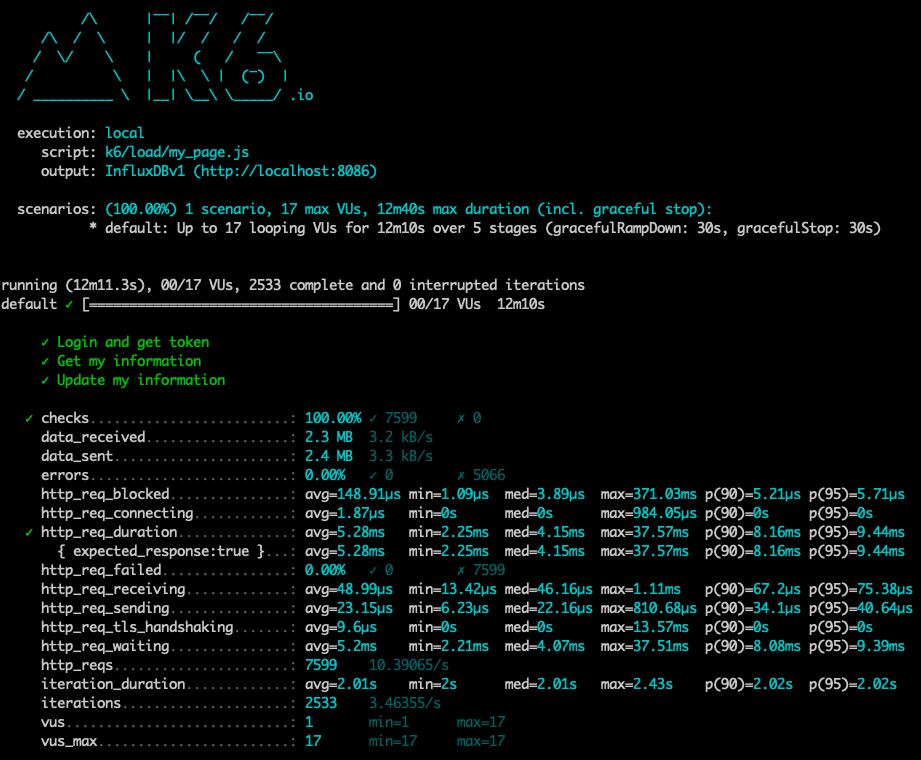 .io
execution: local
script: k6/load/my_page.js
output: InfluxDBv1 (http://localhost:8086)
scenarios: (100.00%) 1 scenario, 17 max VUs, 12m40s max duration (incl. graceful stop):
* default: Up to 17 looping VUs for 12m10s over 5 stages (gracefulRampDown: 30s, gracefulStop: 30s)
running (12m11.3s), 00/17 VUs, 2533 complete and 0 interrupted iterations
default ✓ [======================================] 00/17 VUs  12m10s
✓ Login and get token
✓ Get my information
✓ Update my information
✓ checks.........................: 100.00% ✓ 7599     ✗ 0
data_received..................: 2.3 MB  3.2 kB/s
data_sent......................: 2.4 MB  3.3 kB/s
errors.........................: 0.00%   ✓ 0        ✗ 5066
http_req_blocked...............: avg=148.91µs min=1.09µs  med=3.89µs  max=371.03ms p(90)=5.21µs p(95)=5.71µs
http_req_connecting............: avg=1.87µs   min=0s      med=0s      max=984.05µs p(90)=0s     p(95)=0s
✓ http_req_duration..............: avg=5.28ms   min=2.25ms  med=4.15ms  max=37.57ms  p(90)=8.16ms p(95)=9.44ms
{ expected_response:true }...: avg=5.28ms   min=2.25ms  med=4.15ms  max=37.57ms  p(90)=8.16ms p(95)=9.44ms
http_req_failed................: 0.00%   ✓ 0        ✗ 7599
http_req_receiving.............: avg=48.99µs  min=13.42µs med=46.16µs max=1.11ms   p(90)=67.2µs p(95)=75.38µs
http_req_sending...............: avg=23.15µs  min=6.23µs  med=22.16µs max=810.68µs p(90)=34.1µs p(95)=40.64µs
http_req_tls_handshaking.......: avg=9.6µs    min=0s      med=0s      max=13.57ms  p(90)=0s     p(95)=0s
http_req_waiting...............: avg=5.2ms    min=2.21ms  med=4.07ms  max=37.51ms  p(90)=8.08ms p(95)=9.39ms
http_reqs......................: 7599    10.39065/s
iteration_duration.............: avg=2.01s    min=2s      med=2.01s   max=2.43s    p(90)=2.02s  p(95)=2.02s
iterations.....................: 2533    3.46355/s
vus............................: 1       min=1      max=17
vus_max........................: 17      min=17     max=17